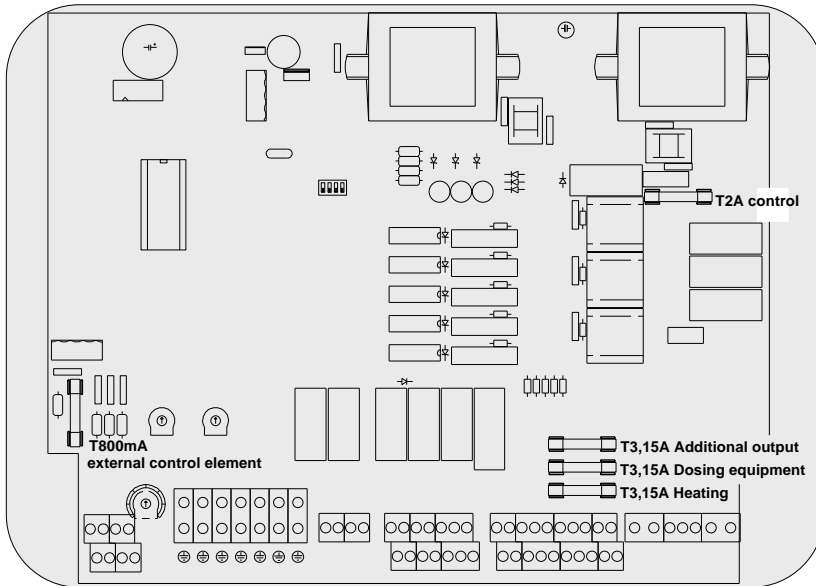 T2A control
T800mA
external control element
T3,15A Additional output
T3,15A Dosing equipment
T3,15A Heating